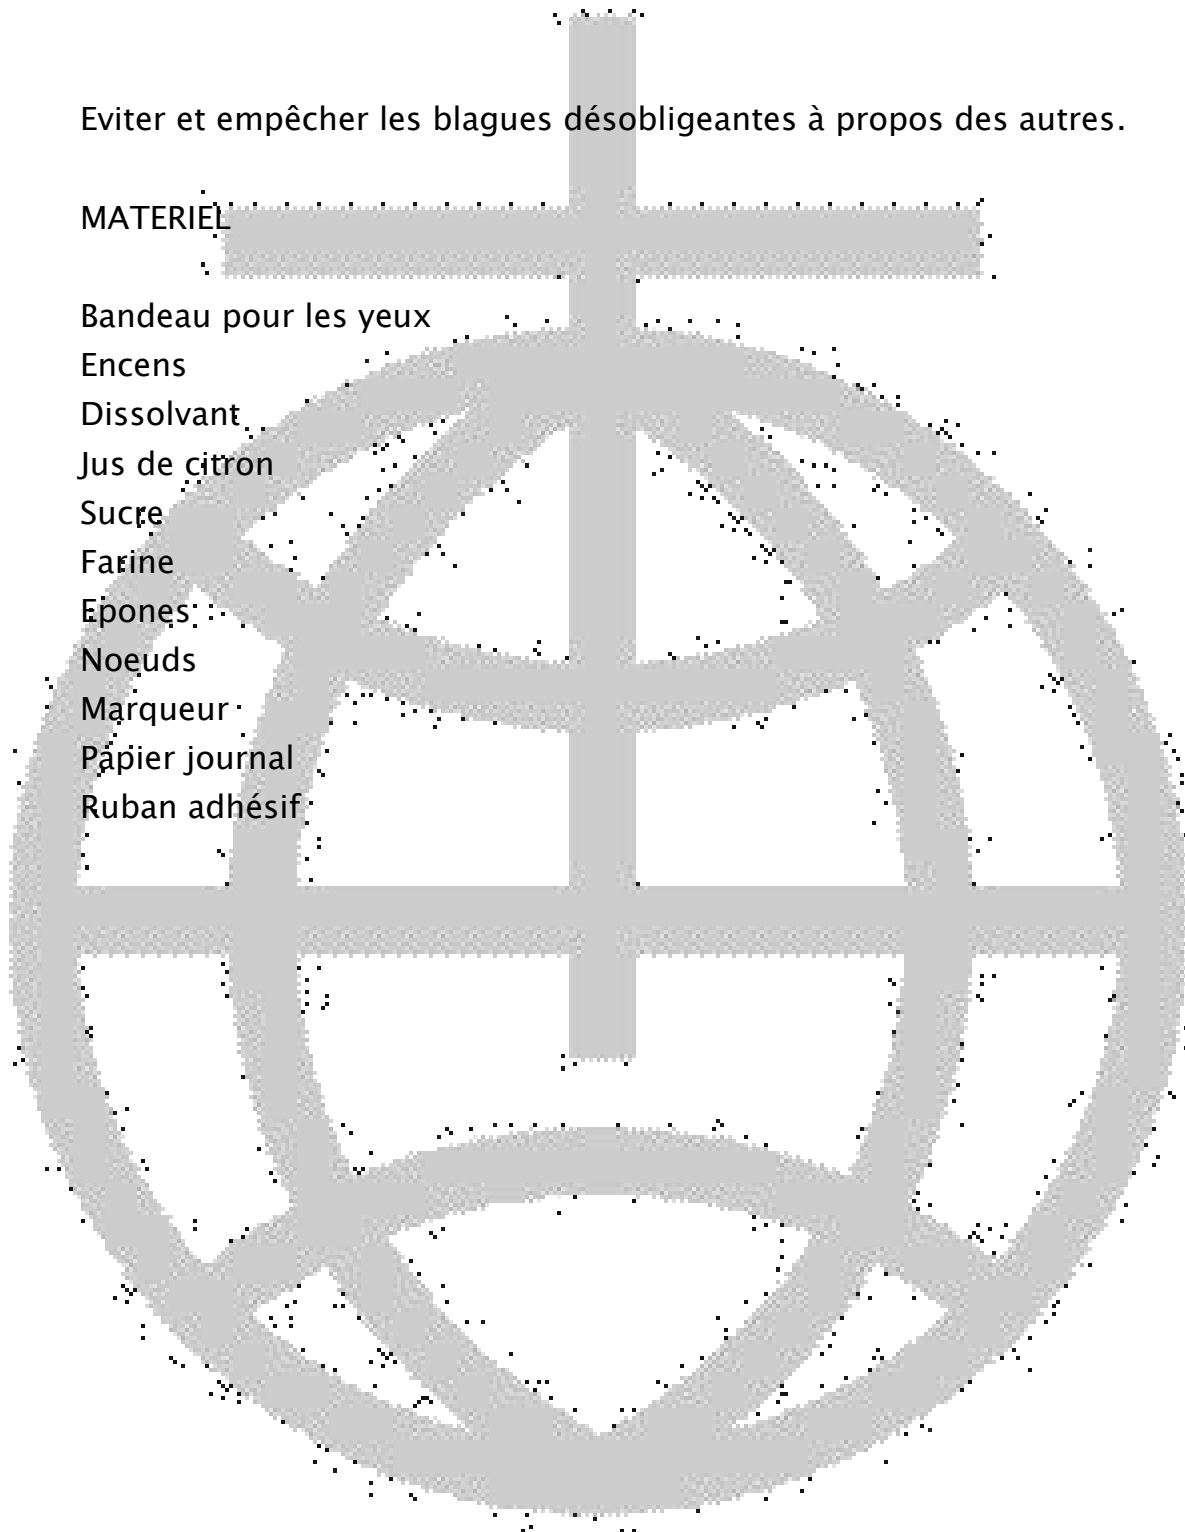 Eviter et empêcher les blagues désobligeantes à propos des autres.
MATERIEL
Bandeau pour les yeux
Encens
Dissolvant
Jus de citron
Sucre
Farine
Epones
Noeuds
Marqueur
Papier journal
Ruban adhésif